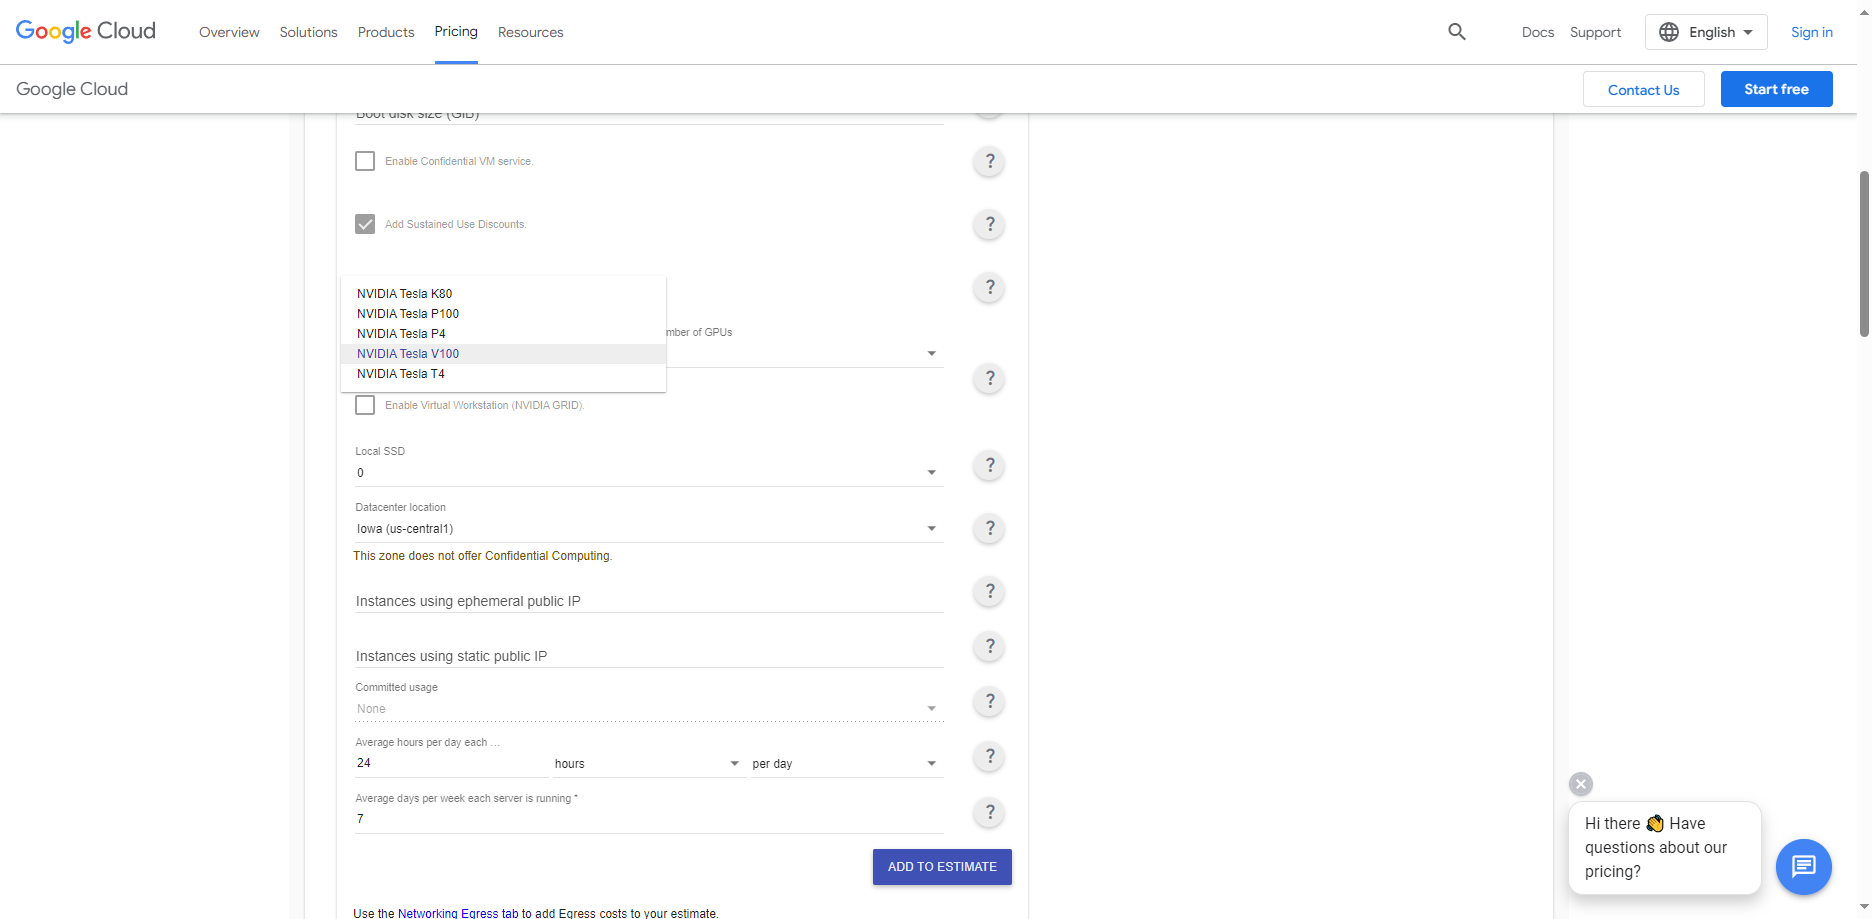 Google Cloud
Overview
Solutions
Products
Pricing
Resources
Docs
Support
English
Sign in
Google Cloud
Contact Us
Start free
Boot disk size (GiB)
Enable Confidential VM service.
?
Add Sustained Use Discounts.
?
?
NVIDIA Tesla K80
NVIDIA Tesla P100
NVIDIA Tesla P4
NVIDIA Tesla V100
NVIDIA Tesla T4
mber of GPUs
?
Enable Virtual Workstation (NVIDIA GRID).
Local SSD
0
?
Datacenter location
Iowa (us-central1)
?
This zone does not offer Confidential Computing.
Instances using ephemeral public IP
?
Instances using static public IP
?
Committed usage
None
?
Average hours per day each ...
24
hours
per day
?
Average days per week each server is running *
7
?
ADD TO ESTIMATE
Use the Networking Egress tab to add Egress costs to your estimate.
Hi there 👋 Have
questions about our
pricing?